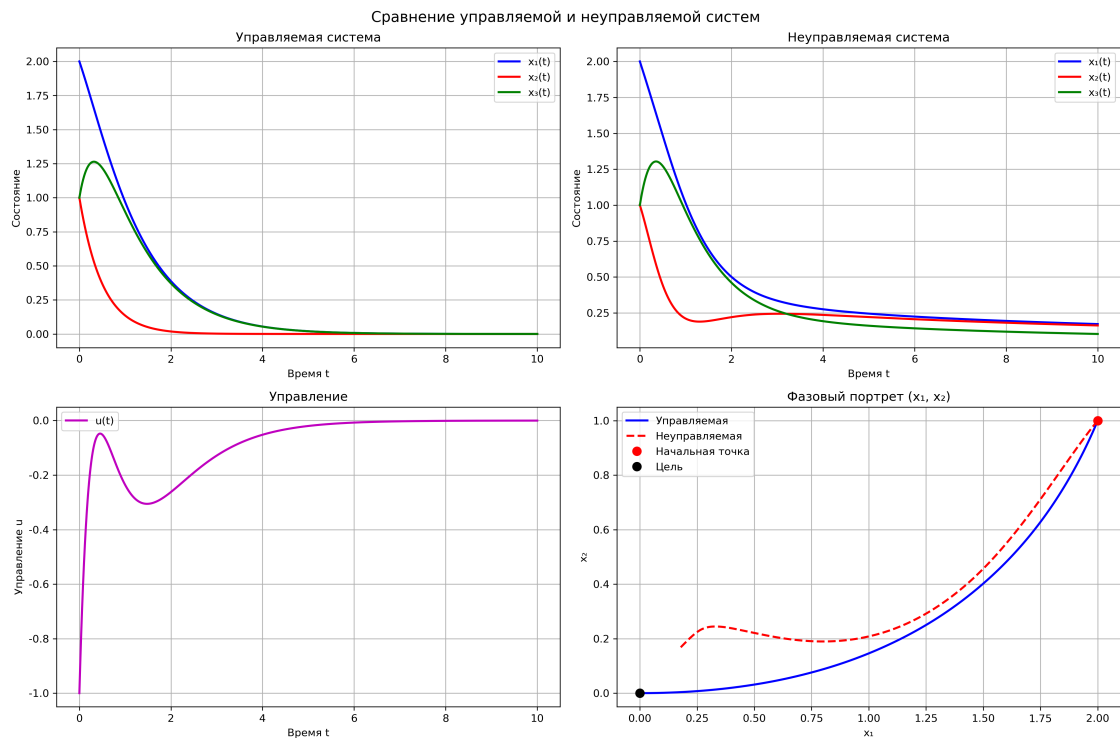 Сравнение управляемой и неуправляемой систем
Управляемая система
x₁(t)
x₂(t)
x₃(t)
2.00
1.75
1.50
1.25
1.00
0.75
0.50
0.25
0.00
Состояние
0 2 4 6 8 10
Время t
Неуправляемая система
x₁(t)
x₂(t)
x₃(t)
2.00
1.75
1.50
1.25
1.00
0.75
0.50
0.25
Состояние
0 2 4 6 8 10
Время t
Управление
u(t)
0.0
-0.2
-0.4
-0.6
-0.8
-1.0
Управление u
0 2 4 6 8 10
Время t
Фазовый портрет (x₁, x₂)
Управляемая
Неуправляемая
Начальная точка
Цель
1.0
0.8
0.6
0.4
0.2
0.0
x₂
0.00 0.25 0.50 0.75 1.00 1.25 1.50 1.75 2.00
x₁